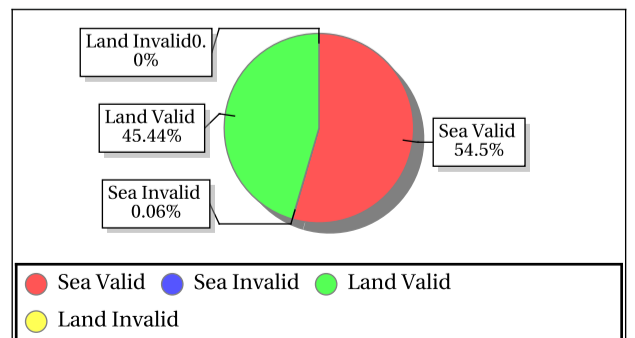 Land Invalid0.
0%
Land Valid
45.44%
Sea Valid
54.5%
Sea Invalid
0.06%
Sea Valid
Sea Invalid
Land Valid
Land Invalid